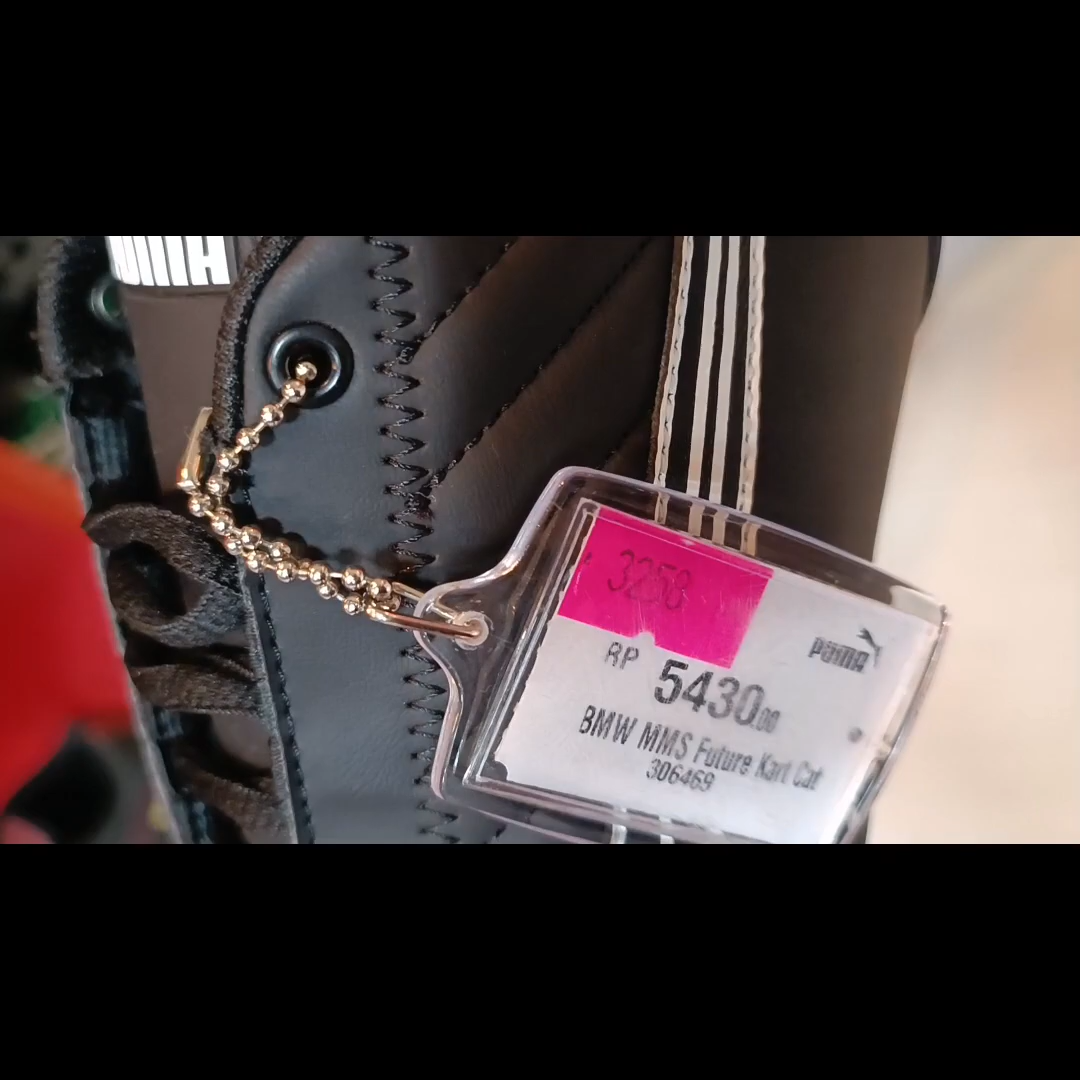 PUMA
3258
PUMA
RP 5430.00
BMW MMS Future Kart Cat
306469